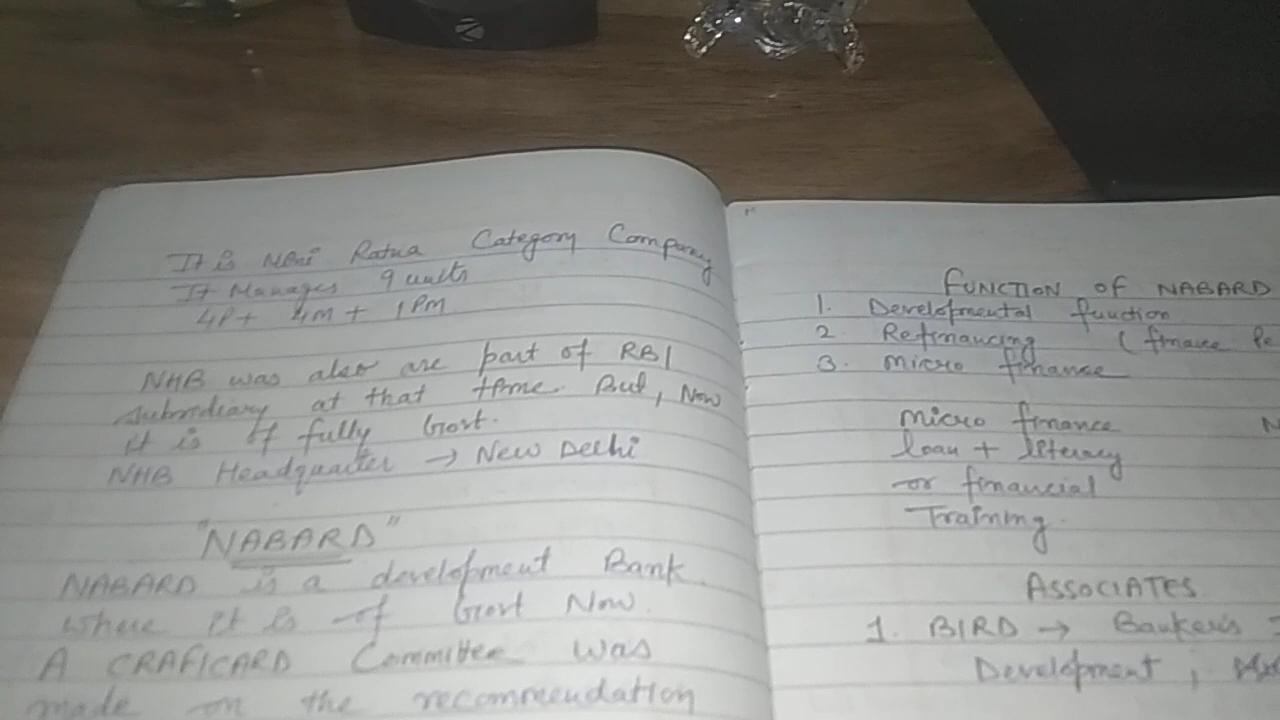 It is Mini Ratna Category Company
It Manages 9 units
4P + 4M + 1PM
NHB was also are part of RBI
subsidiary at that time. But, Now
it is of fully Govt.
NHB Headquater → New Delhi
"NABARD"
NABARD is a development Bank
where it is of Govt Now.
A CRAFICARD Committee was
made on the recommendation
FUNCTION OF NABARD
1. Developmental function
2 Refinancing (finance
3. micro finance
micro finance
loan + literacy
or financial
Training.
ASSOCIATES
1. BIRD → Banker's
Development,